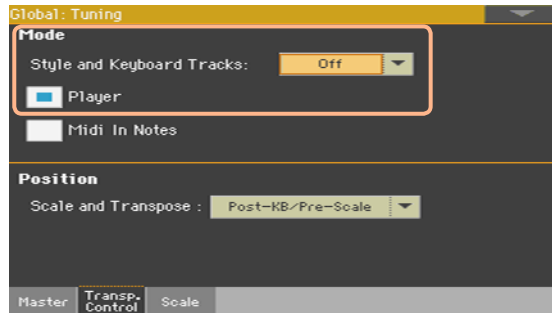 Global: Tuning
Mode
Style and Keyboard Tracks: Off
Player
Midi In Notes
Position
Scale and Transpose : Post-KB/Pre-Scale
Master Transp. Control Scale